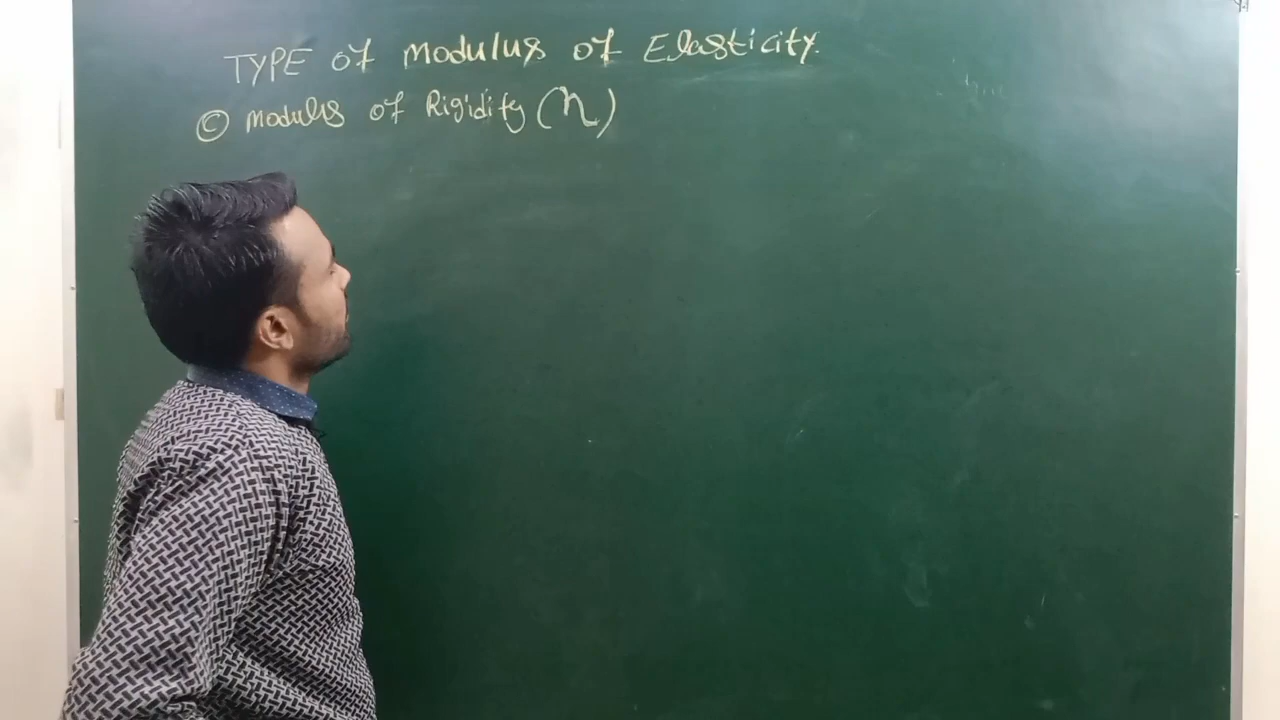 TYPE of Modulus of Elasticity.
© Modulus of Rigidity (η)